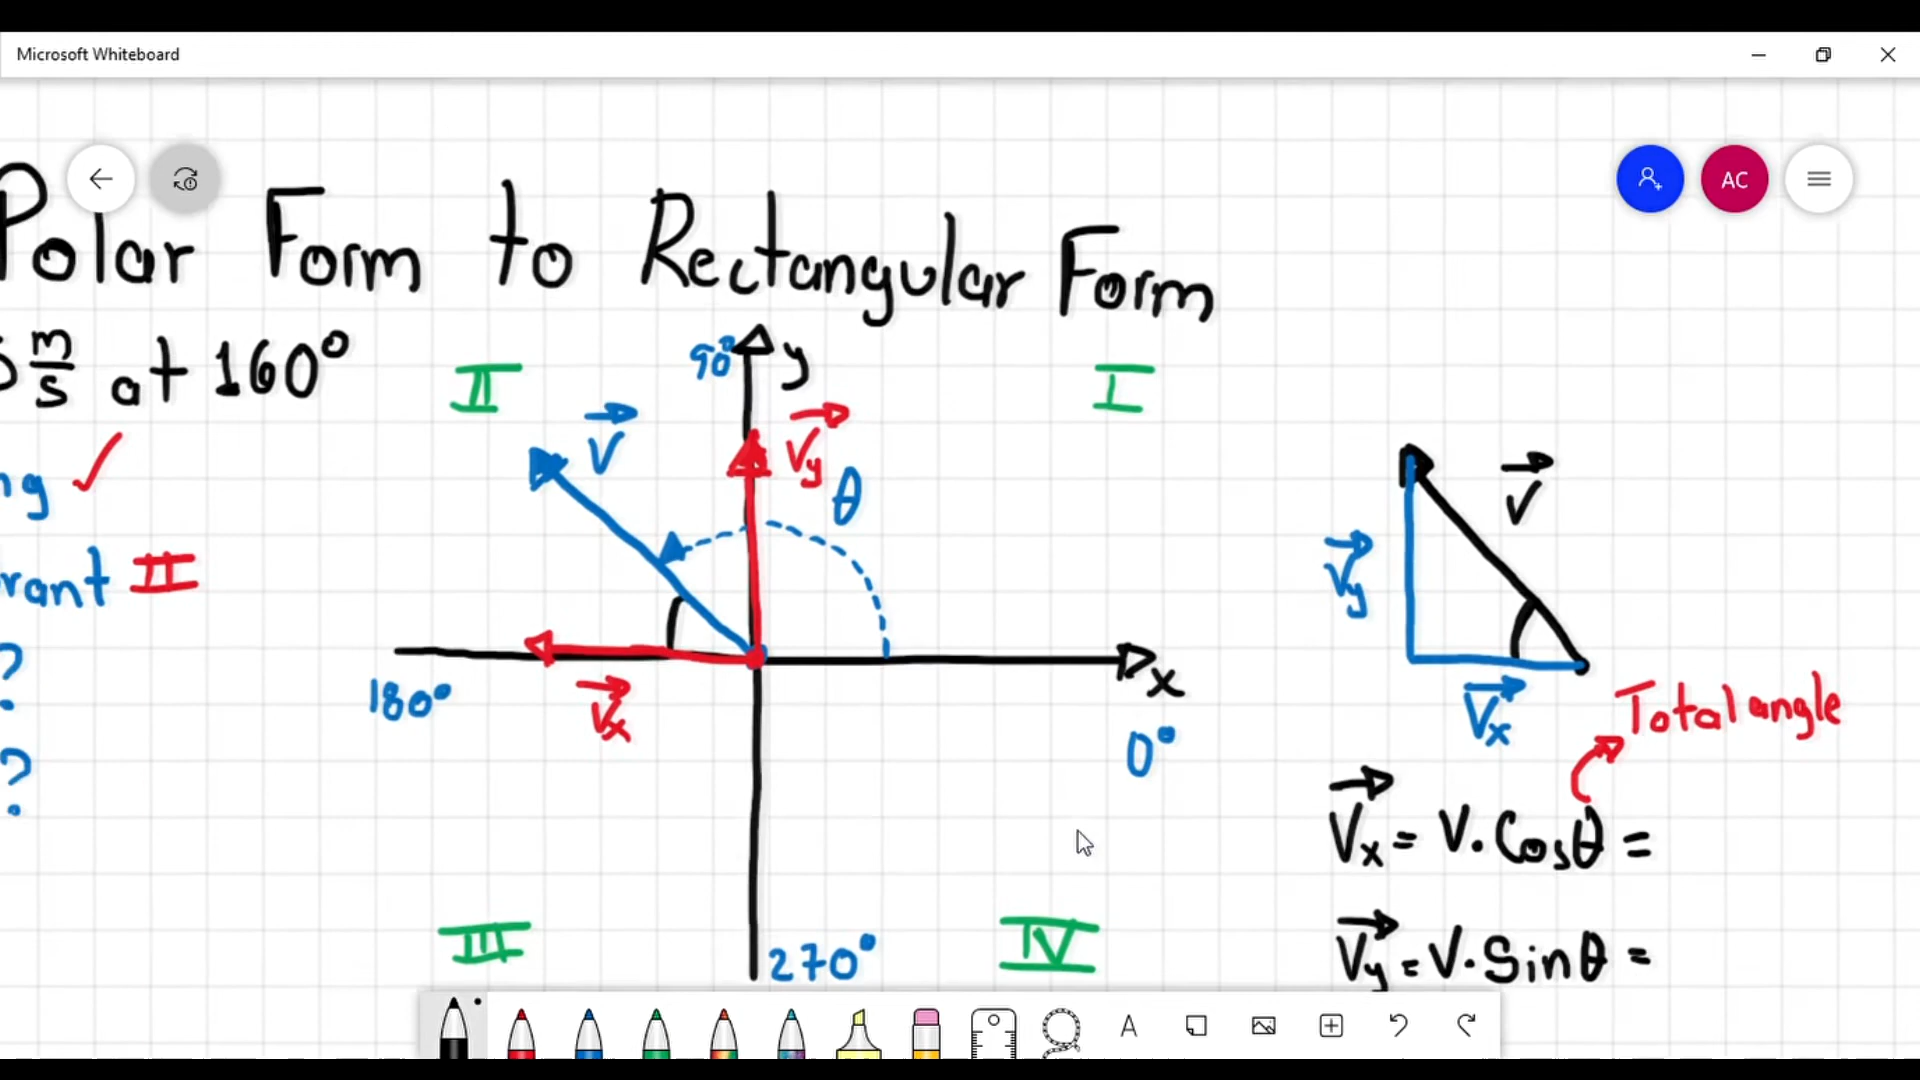 Microsoft Whiteboard
AC
Polar Form to Rectangular Form
m/s at 160°
90° y
II
I
V
Vy
θ
ng ✓
rant II
?
?
180°
Vx
x
0°
V
Vy
Vx
Total angle
Vx = V. Cosθ =
Vy = V. Sinθ =
III
270°
IV
A